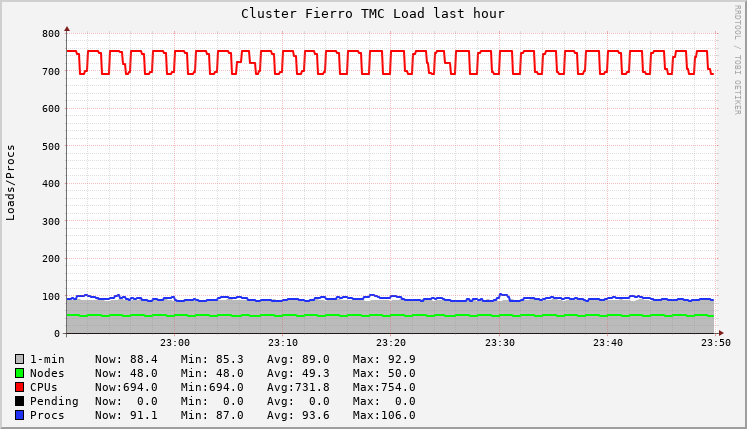 Cluster Fierro TMC Load last hour
RRDTOOL / TOBI OETIKER
Loads/Procs
800
700
600
500
400
300
200
100
0
23:00 23:10 23:20 23:30 23:40 23:50
1-min Now: 88.4 Min: 85.3 Avg: 89.0 Max: 92.9
Nodes Now: 48.0 Min: 48.0 Avg: 49.3 Max: 50.0
CPUs Now:694.0 Min:694.0 Avg:731.8 Max:754.0
Pending Now: 0.0 Min: 0.0 Avg: 0.0 Max: 0.0
Procs Now: 91.1 Min: 87.0 Avg: 93.6 Max:106.0